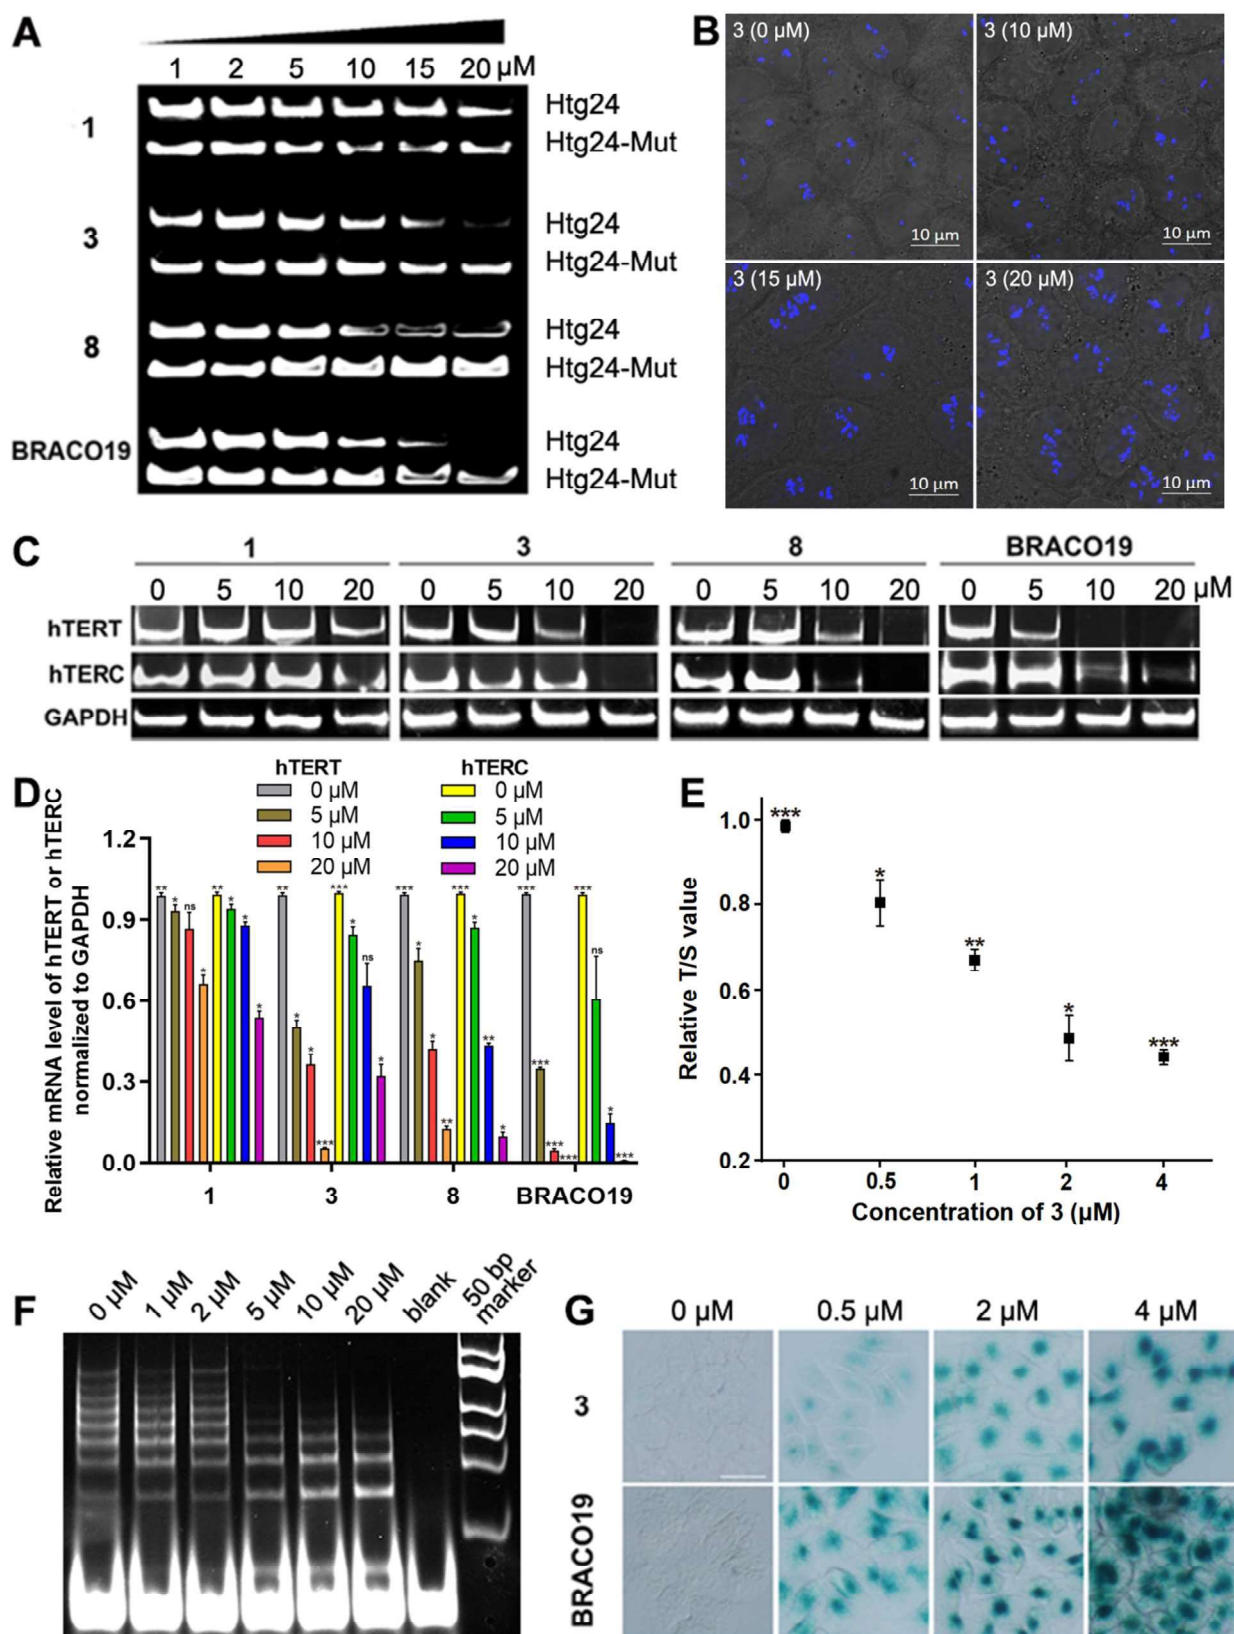 A
1 2 5 10 15 20 μM
1
Htg24
Htg24-Mut
3
Htg24
Htg24-Mut
8
Htg24
Htg24-Mut
BRACO19
Htg24
Htg24-Mut
B
3 (0 μM)
10 μm
3 (10 μM)
10 μm
3 (15 μM)
10 μm
3 (20 μM)
10 μm
C
1 3 8 BRACO19
0 5 10 20 0 5 10 20 0 5 10 20 0 5 10 20 μM
hTERT
hTERC
GAPDH
D
hTERT hTERC
0 μM 0 μM
5 μM 5 μM
10 μM 10 μM
20 μM 20 μM
Relative mRNA level of hTERT or hTERC
normalized to GAPDH
1.2
0.9
0.6
0.3
0.0
** * ns * ** * * *
** * * *** *** * ns *
*** * * ** *** * ** *
*** *** *** *** *** ns * ***
1 3 8 BRACO19
E
Relative T/S value
1.0
0.8
0.6
0.4
0.2
*** * ** * ***
0 0.5 1 2 4
Concentration of 3 (μM)
F
0 μM 1 μM 2 μM 5 μM 10 μM 20 μM blank 50 bp
marker
G
0 μM 0.5 μM 2 μM 4 μM
3
BRACO19